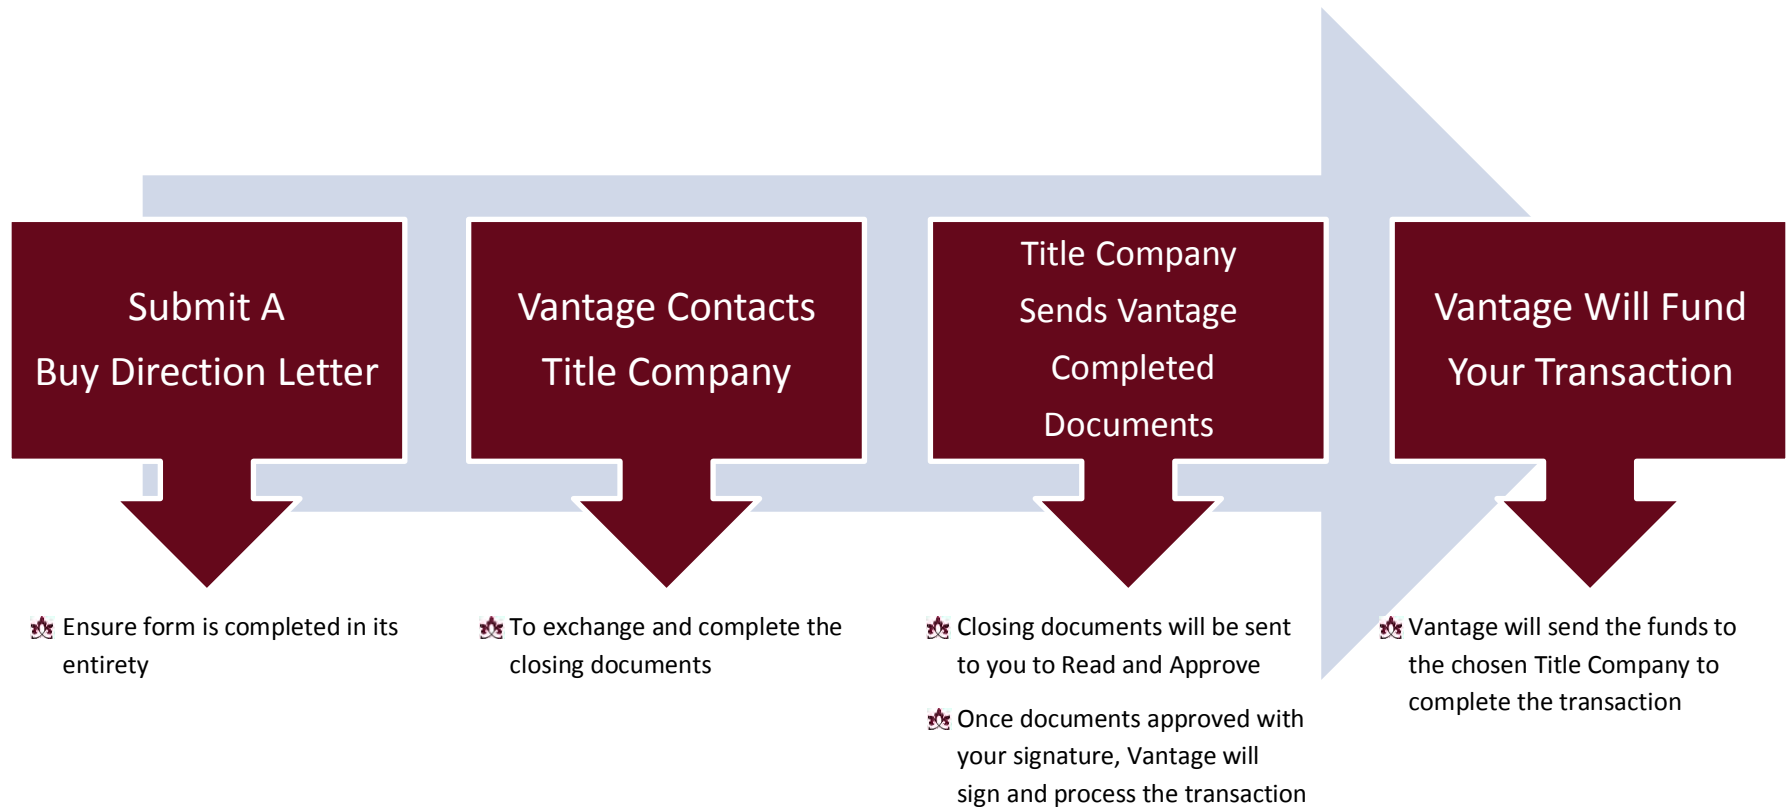 Submit A
Buy Direction Letter
Vantage Contacts
Title Company
Title Company
Sends Vantage
Completed
Documents
Vantage Will Fund
Your Transaction
Ensure form is completed in its
entirety
To exchange and complete the
closing documents
Closing documents will be sent
to you to Read and Approve
Once documents approved with
your signature, Vantage will
sign and process the transaction
Vantage will send the funds to
the chosen Title Company to
complete the transaction